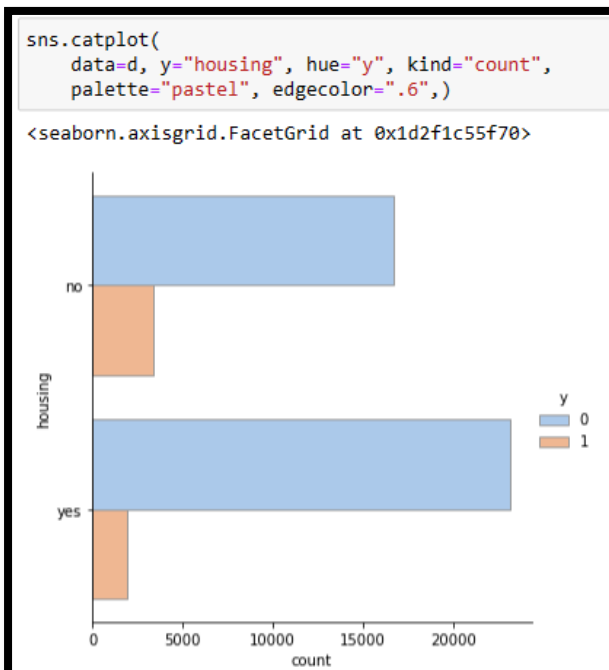 sns.catplot(
    data=d, y="housing", hue="y", kind="count",
    palette="pastel", edgecolor=".6",)
<seaborn.axisgrid.FacetGrid at 0x1d2f1c55f70>
no
housing
yes
y
0
1
0 5000 10000 15000 20000
count